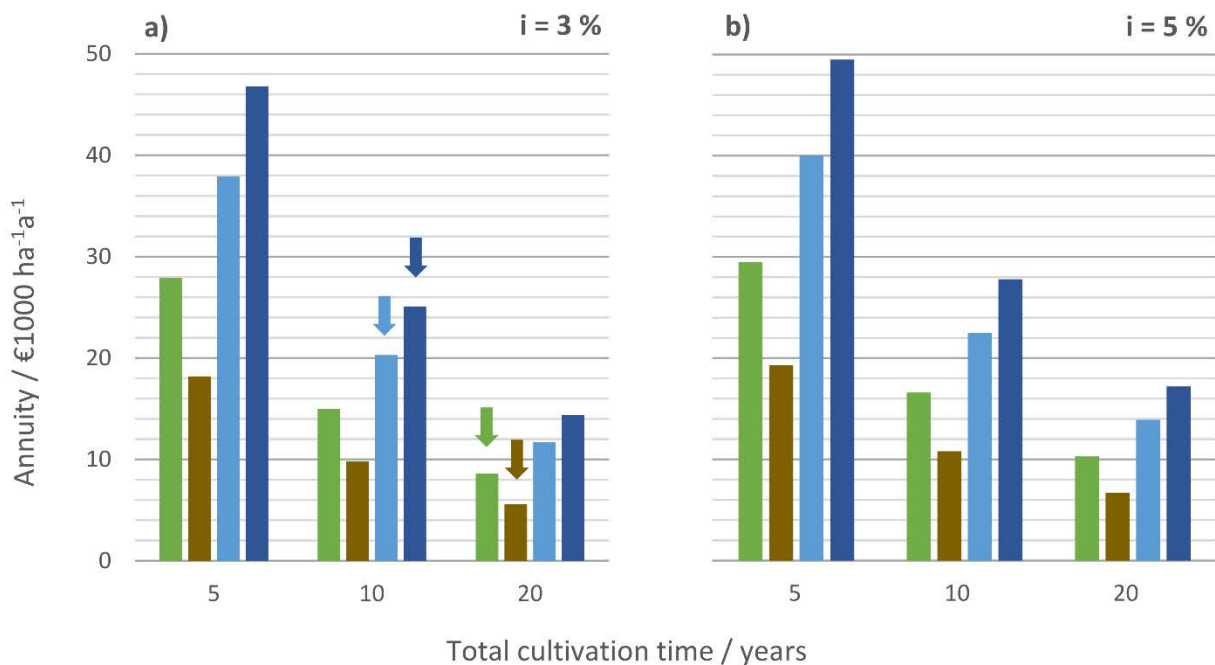 a) i = 3 %
b) i = 5 %
50
40
30
20
10
0
Annuity / €1000 ha⁻¹a⁻¹
5 10 20
5 10 20
Total cultivation time / years